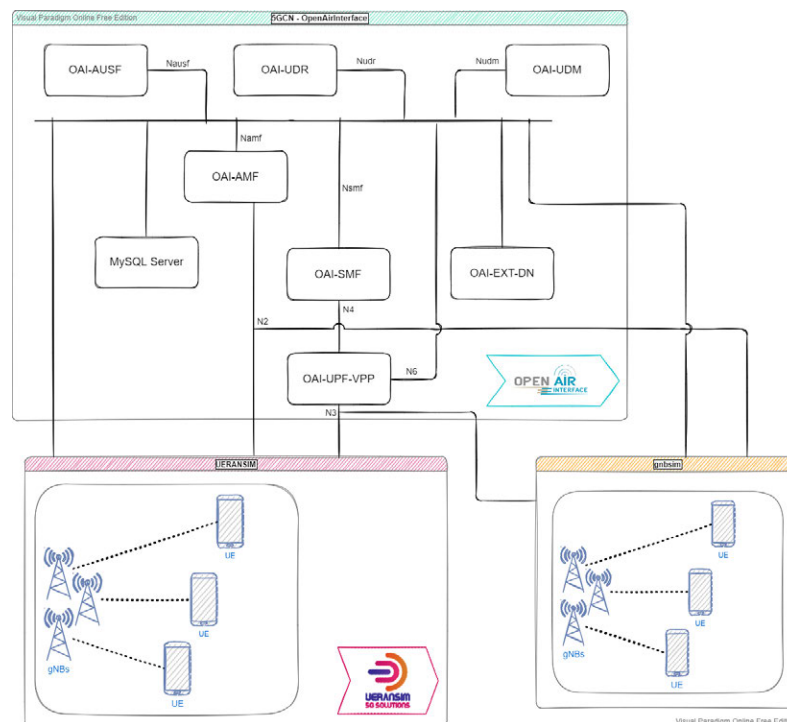 Visual Paradigm Online Free Edition
5GCN - OpenAirInterface
OAI-AUSF
Nausf
OAI-UDR
Nudr
Nudm
OAI-UDM
Namf
OAI-AMF
Nsmf
MySQL Server
OAI-SMF
OAI-EXT-DN
N4
N2
OAI-UPF-VPP
N6
OPEN AIR
INTERFACE
N3
UERANSIM
gnbsim
UE
UE
UE
gNBs
UERANSIM
5G SOLUTIONS
UE
UE
UE
gNBs
Visual Paradigm Online Free Edit